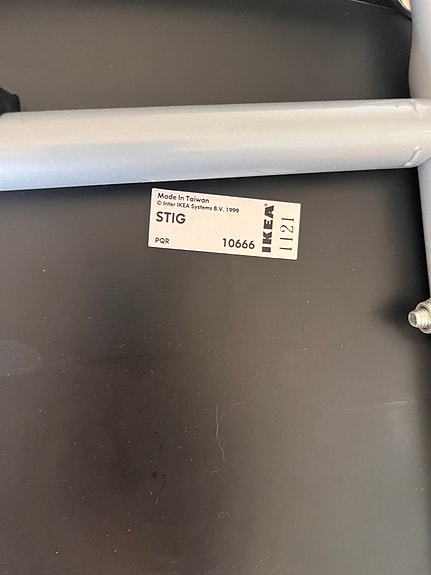 Made in Taiwan
© Inter IKEA Systems B.V. 1999
STIG
PQR
10666
IKEA®
1121